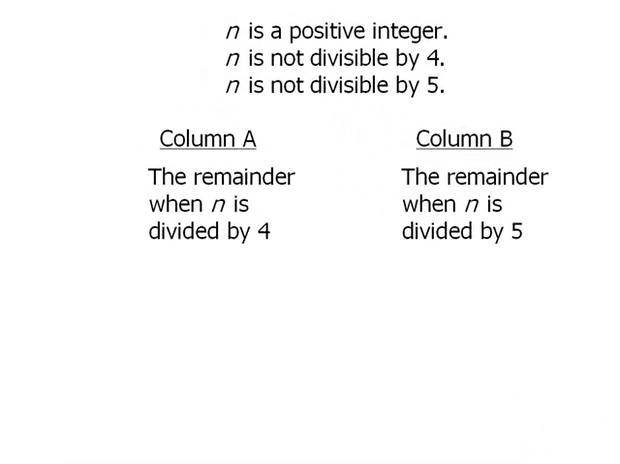 n is a positive integer.
n is not divisible by 4.
n is not divisible by 5.
Column A
Column B
The remainder
when n is
divided by 4
The remainder
when n is
divided by 5